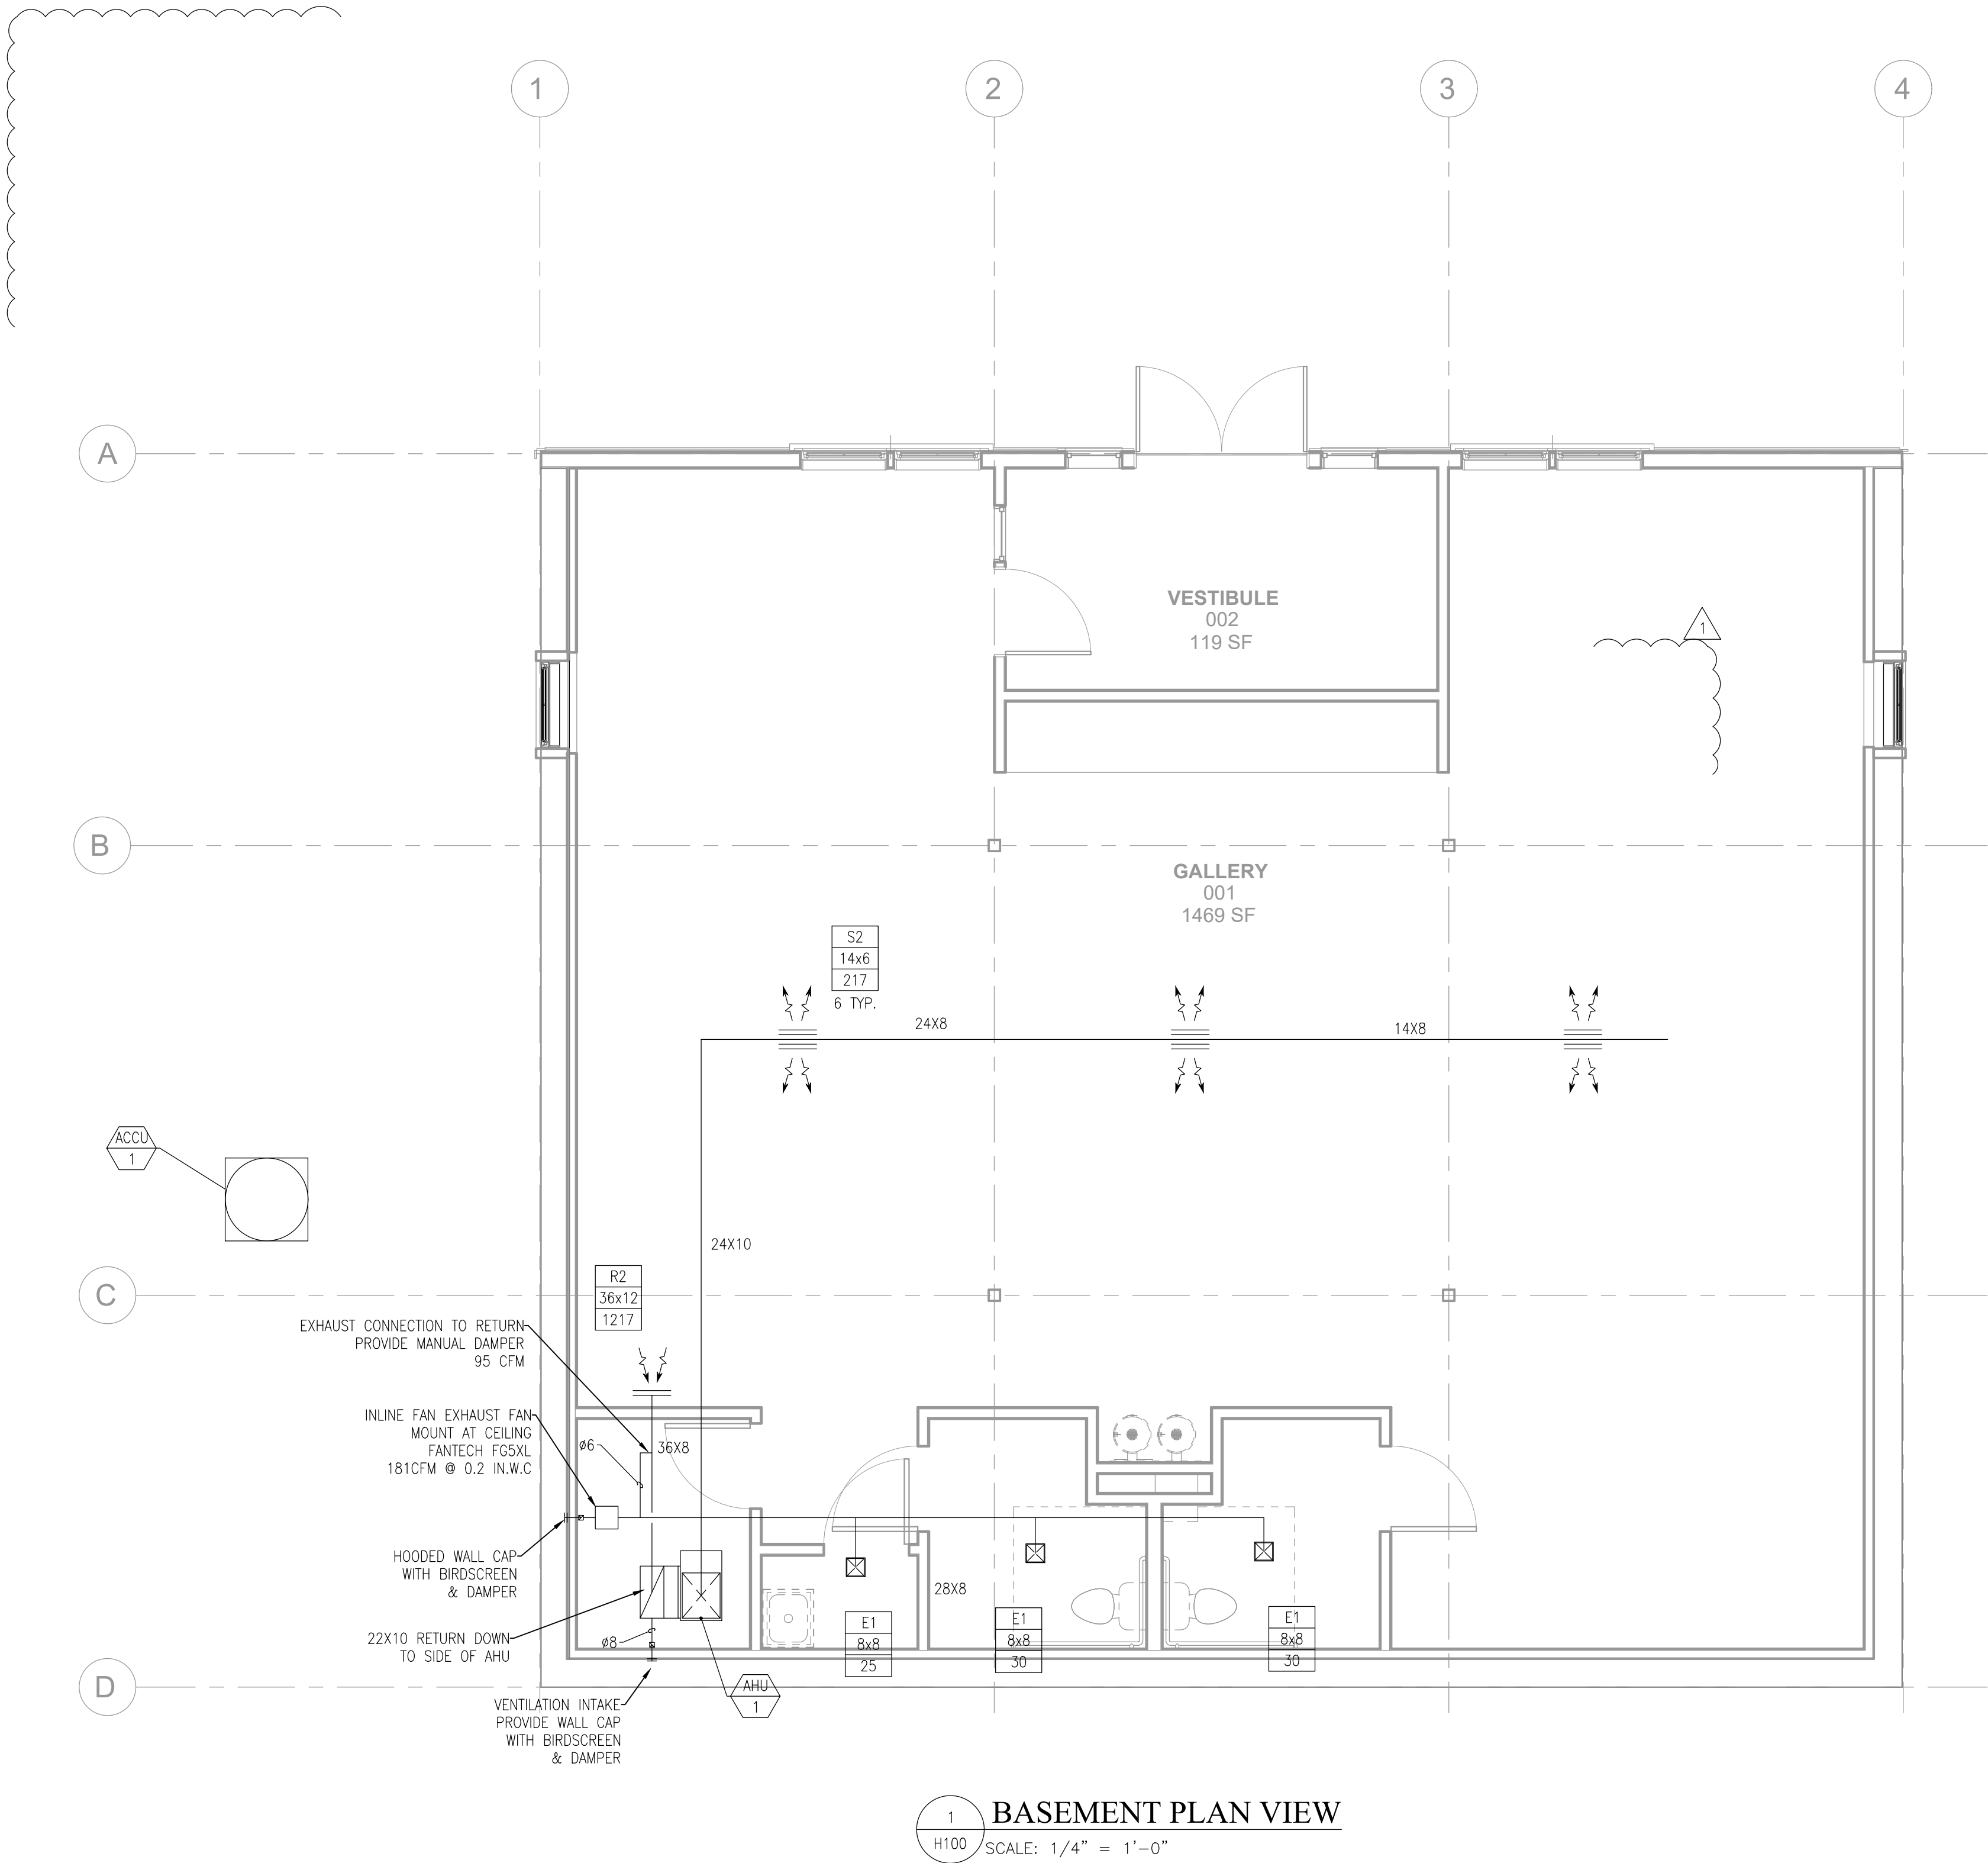 1
2
3
4
A
VESTIBULE
002
119 SF
1
B
GALLERY
001
1469 SF
S2
14x6
217
6 TYP.
24X8
14X8
ACCU
1
24X10
R2
36x12
1217
C
EXHAUST CONNECTION TO RETURN
PROVIDE MANUAL DAMPER
95 CFM
INLINE FAN EXHAUST FAN
MOUNT AT CEILING
FANTECH FG5XL
181CFM @ 0.2 IN.W.C
ø6
36X8
HOODED WALL CAP
WITH BIRDSCREEN
& DAMPER
28X8
22X10 RETURN DOWN
TO SIDE OF AHU
ø8
E1
8x8
25
E1
8x8
30
E1
8x8
30
D
AHU
1
VENTILATION INTAKE
PROVIDE WALL CAP
WITH BIRDSCREEN
& DAMPER
1
H100
BASEMENT PLAN VIEW
SCALE: 1/4" = 1'-0"